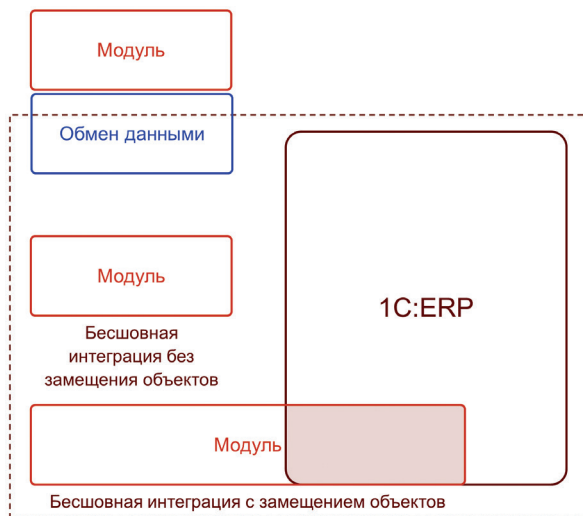 Модуль
Обмен данными
Модуль
1С:ERP
Бесшовная
интеграция без
замещения объектов
Модуль
Бесшовная интеграция с замещением объектов